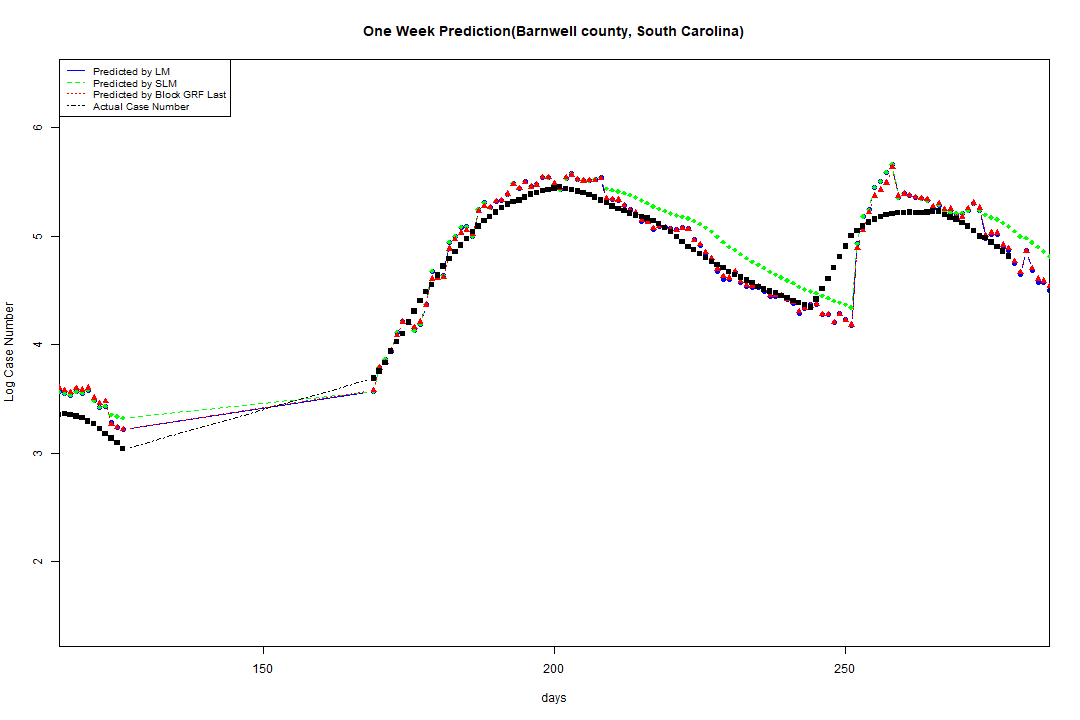 One Week Prediction(Barnwell county, South Carolina)
Predicted by LM
Predicted by SLM
Predicted by Block GRF Last
Actual Case Number
6
5
4
3
2
Log Case Number
150 200 250
days